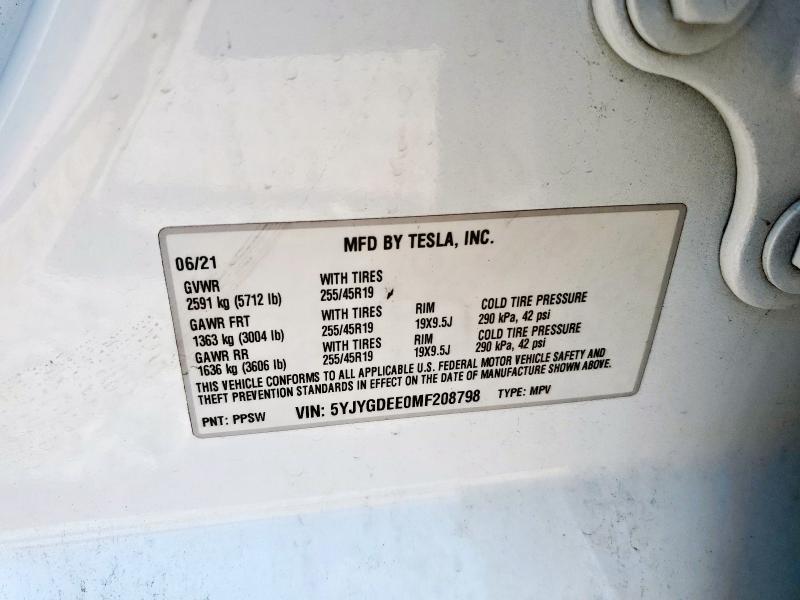 MFD BY TESLA, INC.
06/21
GVWR WITH TIRES
2591 kg (5712 lb) 255/45R19
GAWR FRT WITH TIRES RIM COLD TIRE PRESSURE
1363 kg (3004 lb) 255/45R19 19X9.5J 290 kPa, 42 psi
GAWR RR WITH TIRES RIM COLD TIRE PRESSURE
1636 kg (3606 lb) 255/45R19 19X9.5J 290 kPa, 42 psi
THIS VEHICLE CONFORMS TO ALL APPLICABLE U.S. FEDERAL MOTOR VEHICLE SAFETY AND
THEFT PREVENTION STANDARDS IN EFFECT ON THE DATE OF MANUFACTURE SHOWN ABOVE.
PNT: PPSW VIN: 5YJYGDEE0MF208798 TYPE: MPV